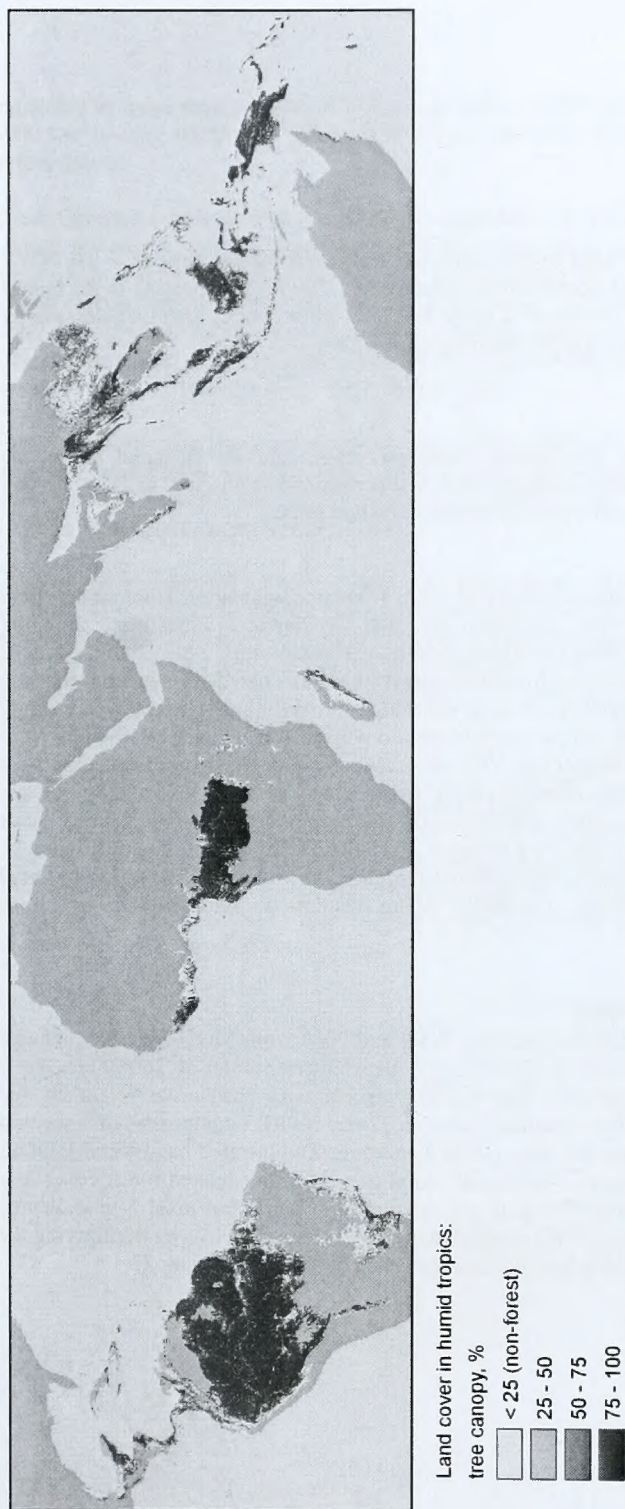 Land cover in humid tropics:
tree canopy, %
< 25 (non-forest)
25 - 50
50 - 75
75 - 100